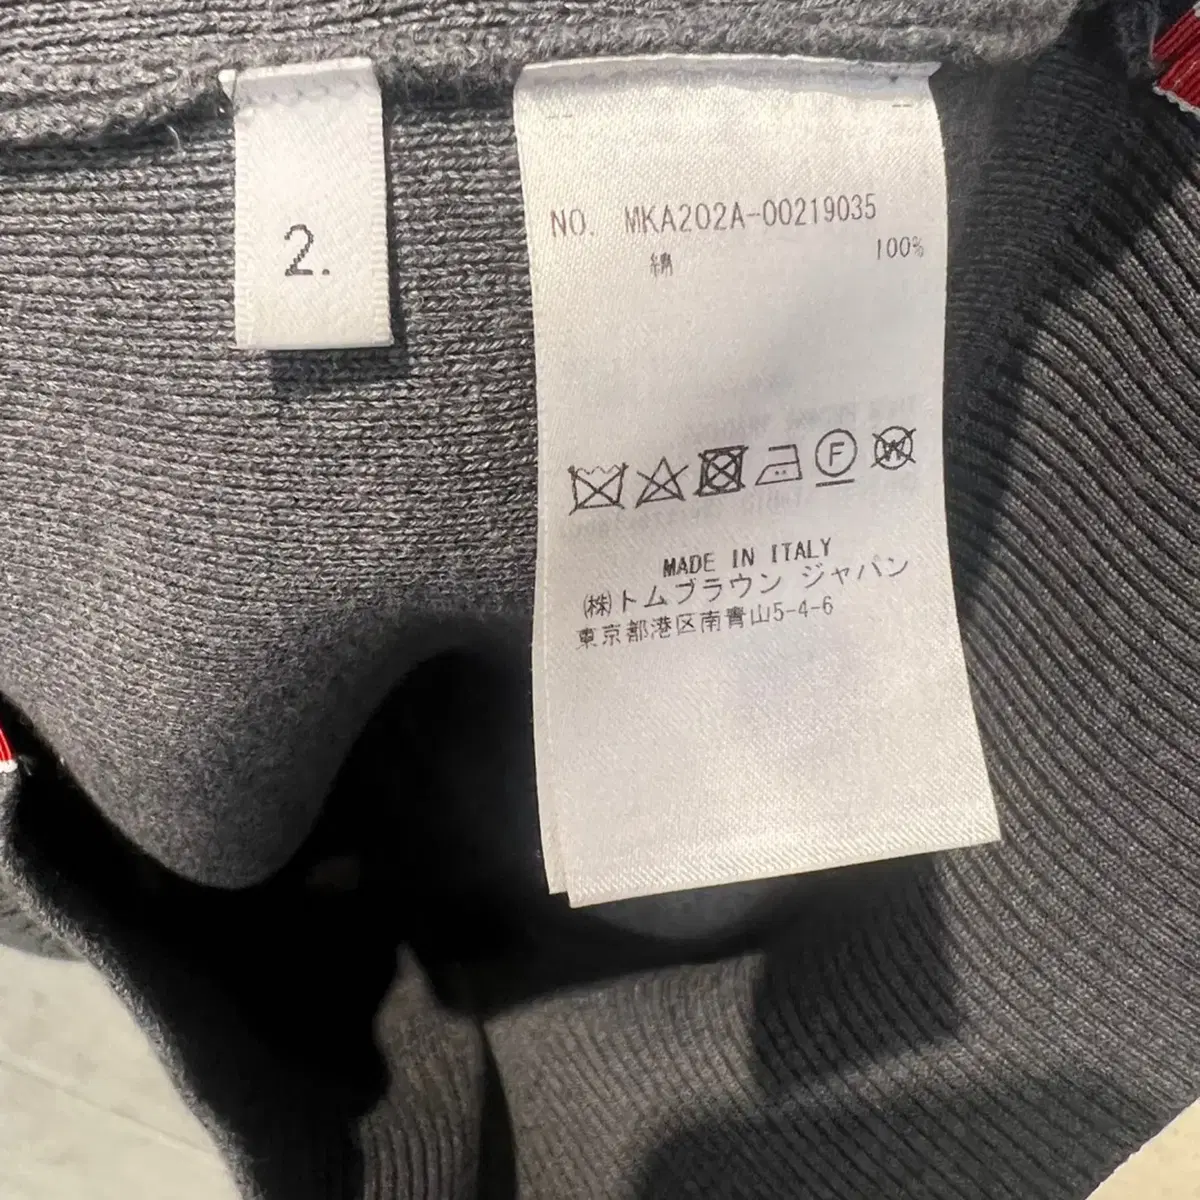 2.
NO. MKA202A-00219035
綿 100%
F W
MADE IN ITALY
(株)トムブラウン ジャパン
東京都港区南青山5-4-6